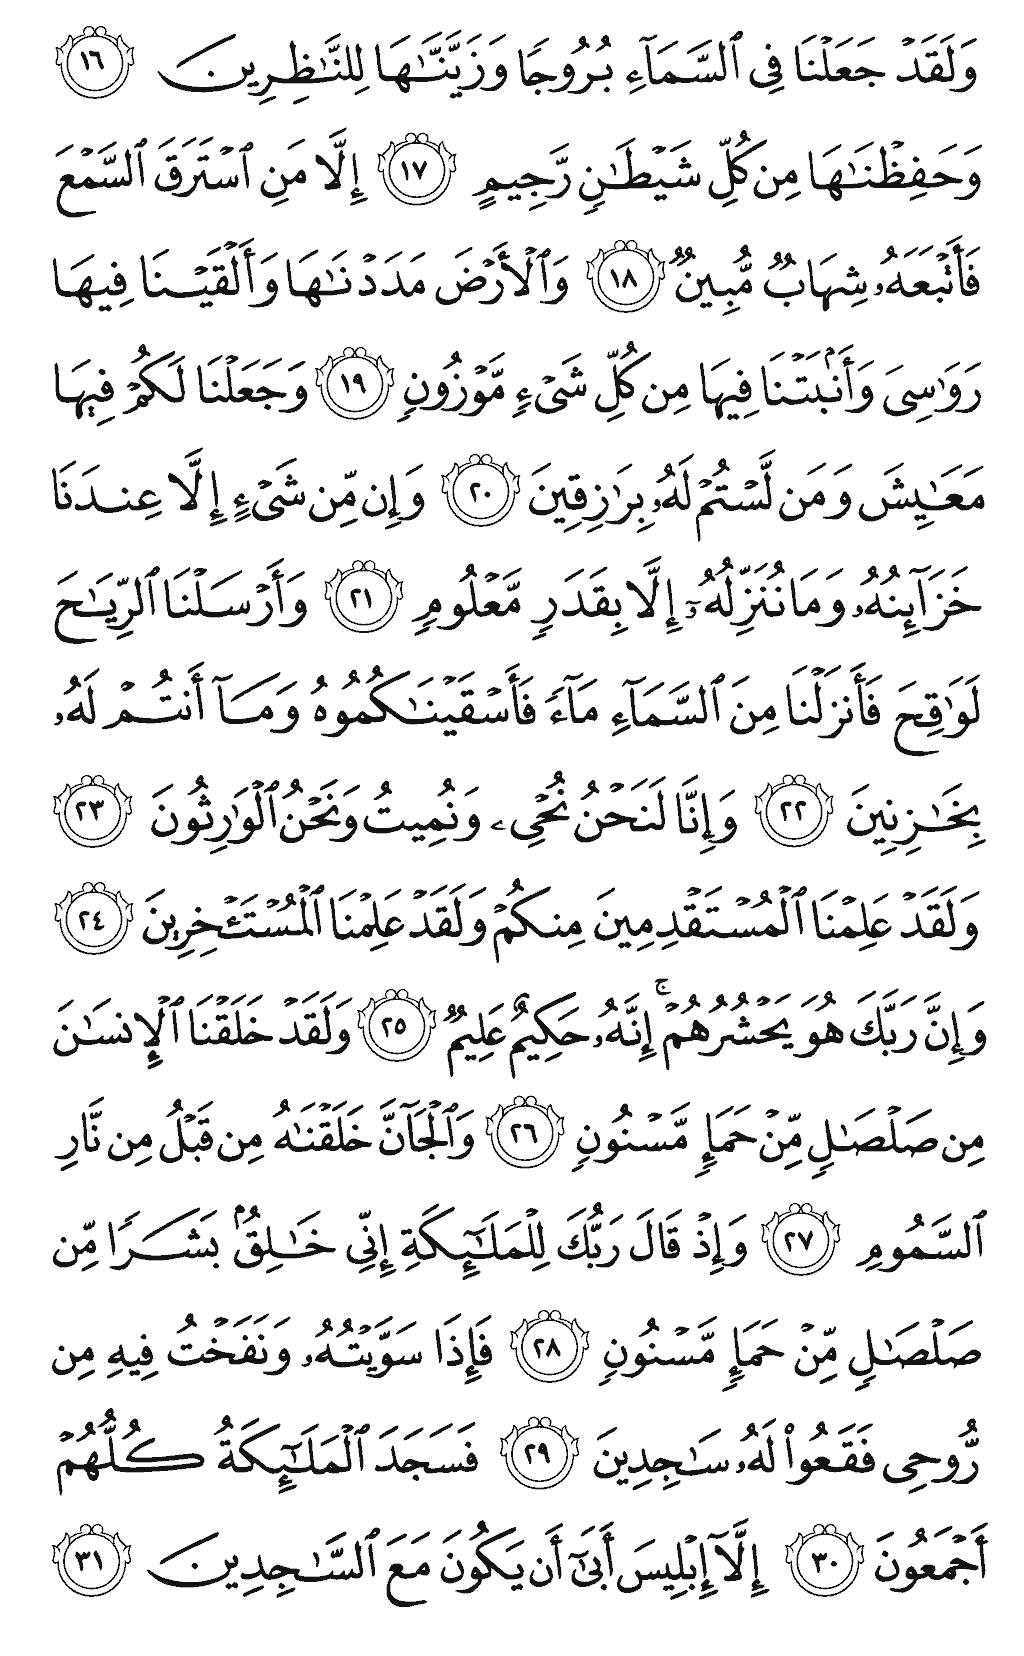 وَلَقَدۡ جَعَلۡنَا فِي ٱلسَّمَآءِ بُرُوجٗا وَزَيَّنَّٰهَا لِلنَّٰظِرِينَ ١٦
وَحَفِظۡنَٰهَا مِن كُلِّ شَيۡطَٰنٖ رَّجِيمٍ ١٧ إِلَّا مَنِ ٱسۡتَرَقَ ٱلسَّمۡعَ
فَأَتۡبَعَهُۥ شِهَابٞ مُّبِينٞ ١٨ وَٱلۡأَرۡضَ مَدَدۡنَٰهَا وَأَلۡقَيۡنَا فِيهَا
رَوَٰسِيَ وَأَنۢبَتۡنَا فِيهَا مِن كُلِّ شَيۡءٖ مَّوۡزُونٖ ١٩ وَجَعَلۡنَا لَكُمۡ فِيهَا
مَعَٰيِشَ وَمَن لَّسۡتُمۡ لَهُۥ بِرَٰزِقِينَ ٢٠ وَإِن مِّن شَيۡءٍ إِلَّا عِندَنَا
خَزَآئِنُهُۥ وَمَا نُنَزِّلُهُۥٓ إِلَّا بِقَدَرٖ مَّعۡلُومٖ ٢١ وَأَرۡسَلۡنَا ٱلرِّيَٰحَ
لَوَٰقِحَ فَأَنزَلۡنَا مِنَ ٱلسَّمَآءِ مَآءٗ فَأَسۡقَيۡنَٰكُمُوهُ وَمَآ أَنتُمۡ لَهُۥ
بِخَٰزِنِينَ ٢٢ وَإِنَّا لَنَحۡنُ نُحۡيِۦ وَنُمِيتُ وَنَحۡنُ ٱلۡوَٰرِثُونَ ٢٣
وَلَقَدۡ عَلِمۡنَا ٱلۡمُسۡتَقۡدِمِينَ مِنكُمۡ وَلَقَدۡ عَلِمۡنَا ٱلۡمُسۡتَـٔۡخِرِينَ ٢٤
وَإِنَّ رَبَّكَ هُوَ يَحۡشُرُهُمۡۚ إِنَّهُۥ حَكِيمٌ عَلِيمٞ ٢٥ وَلَقَدۡ خَلَقۡنَا ٱلۡإِنسَٰنَ
مِن صَلۡصَٰلٖ مِّنۡ حَمَإٖ مَّسۡنُونٖ ٢٦ وَٱلۡجَآنَّ خَلَقۡنَٰهُ مِن قَبۡلُ مِن نَّارِ
ٱلسَّمُومِ ٢٧ وَإِذۡ قَالَ رَبُّكَ لِلۡمَلَٰٓئِكَةِ إِنِّي خَٰلِقُۢ بَشَرٗا مِّن
صَلۡصَٰلٖ مِّنۡ حَمَإٖ مَّسۡنُونٖ ٢٨ فَإِذَا سَوَّيۡتُهُۥ وَنَفَخۡتُ فِيهِ مِن
رُّوحِي فَقَعُواْ لَهُۥ سَٰجِدِينَ ٢٩ فَسَجَدَ ٱلۡمَلَٰٓئِكَةُ كُلُّهُمۡ
أَجۡمَعُونَ ٣٠ إِلَّآ إِبۡلِيسَ أَبَىٰٓ أَن يَكُونَ مَعَ ٱلسَّٰجِدِينَ ٣١